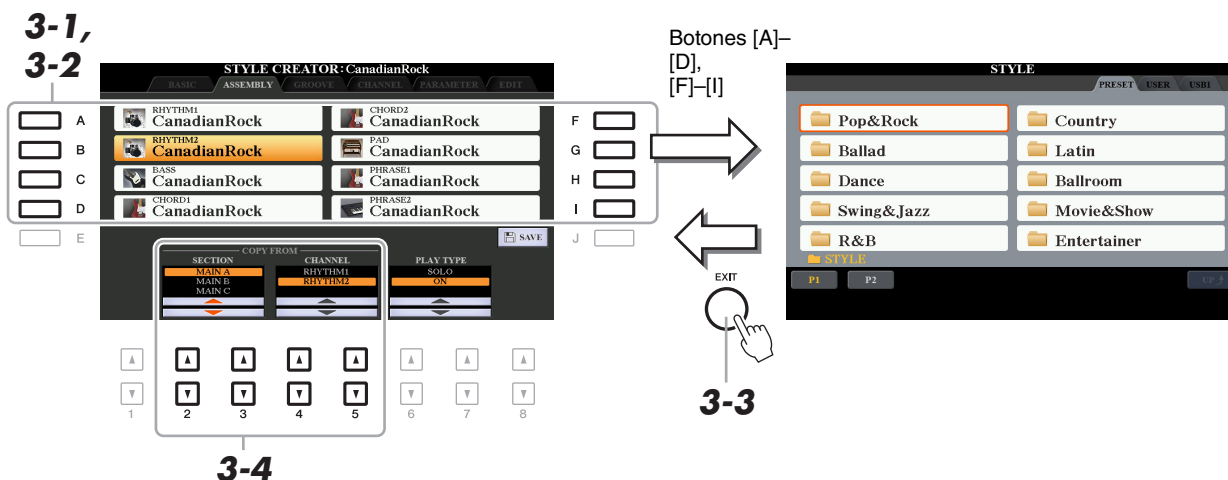 3-1,
3-2
Botones [A]–
[D],
[F]–[I]
STYLE CREATOR: CanadianRock
BASIC ASSEMBLY GROOVE CHANNEL PARAMETER EDIT
A
RHYTHM1
CanadianRock
CHORD2
CanadianRock
F
B
RHYTHM2
CanadianRock
PAD
CanadianRock
G
C
BASS
CanadianRock
PHRASE1
CanadianRock
H
D
CHORD1
CanadianRock
PHRASE2
CanadianRock
I
E
SAVE
J
COPY FROM
SECTION CHANNEL PLAY TYPE
MAIN A RHYTHM1 SOLO
MAIN B RHYTHM2 ON
MAIN C
1 2 3 4 5 6 7 8
3-4
EXIT
3-3
STYLE
PRESET USER USB1
Pop&Rock Country
Ballad Latin
Dance Ballroom
Swing&Jazz Movie&Show
R&B Entertainer
STYLE
P1 P2 UP